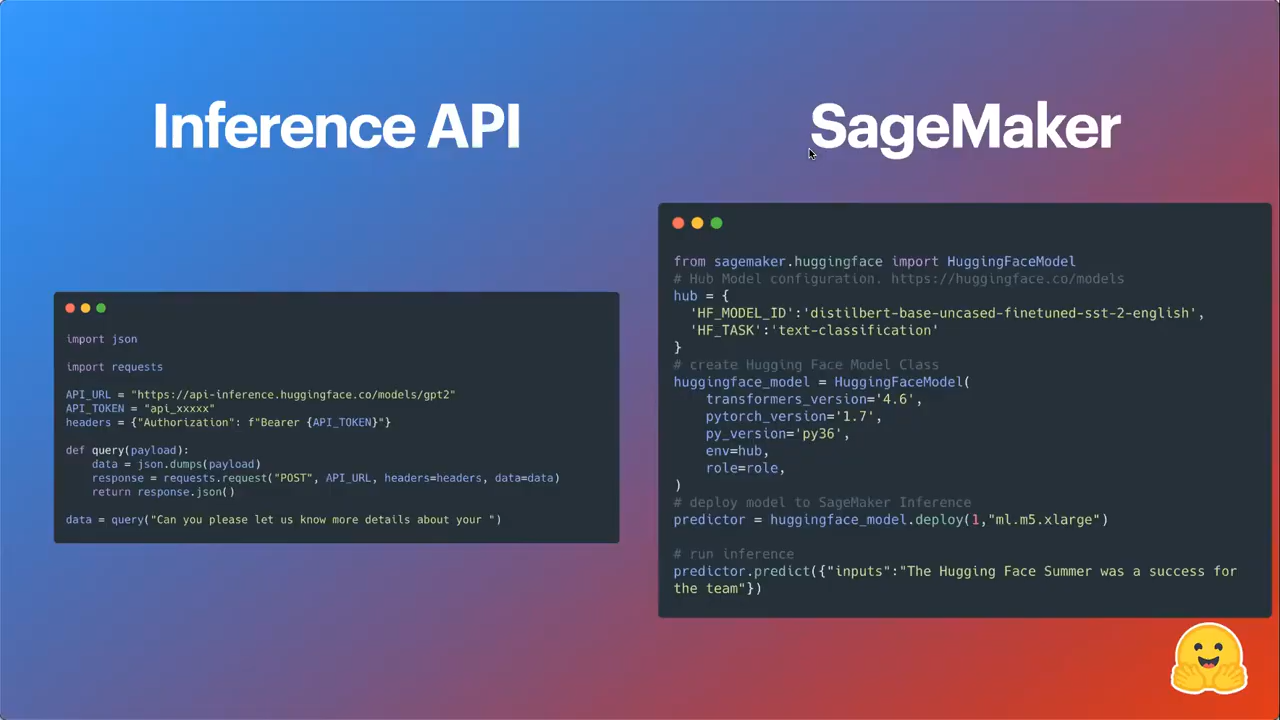 Inference API
import json
import requests
API_URL = "https://api-inference.huggingface.co/models/gpt2"
API_TOKEN = "api_xxxxx"
headers = {"Authorization": f"Bearer {API_TOKEN}"}
def query(payload):
    data = json.dumps(payload)
    response = requests.request("POST", API_URL, headers=headers, data=data)
    return response.json()
data = query("Can you please let us know more details about your ")
SageMaker
from sagemaker.huggingface import HuggingFaceModel
# Hub Model configuration. https://huggingface.co/models
hub = {
  'HF_MODEL_ID':'distilbert-base-uncased-finetuned-sst-2-english',
  'HF_TASK':'text-classification'
}
# create Hugging Face Model Class
huggingface_model = HuggingFaceModel(
    transformers_version='4.6',
    pytorch_version='1.7',
    py_version='py36',
    env=hub,
    role=role,
)
# deploy model to SageMaker Inference
predictor = huggingface_model.deploy(1,"ml.m5.xlarge")
# run inference
predictor.predict({"inputs":"The Hugging Face Summer was a success for
the team"})